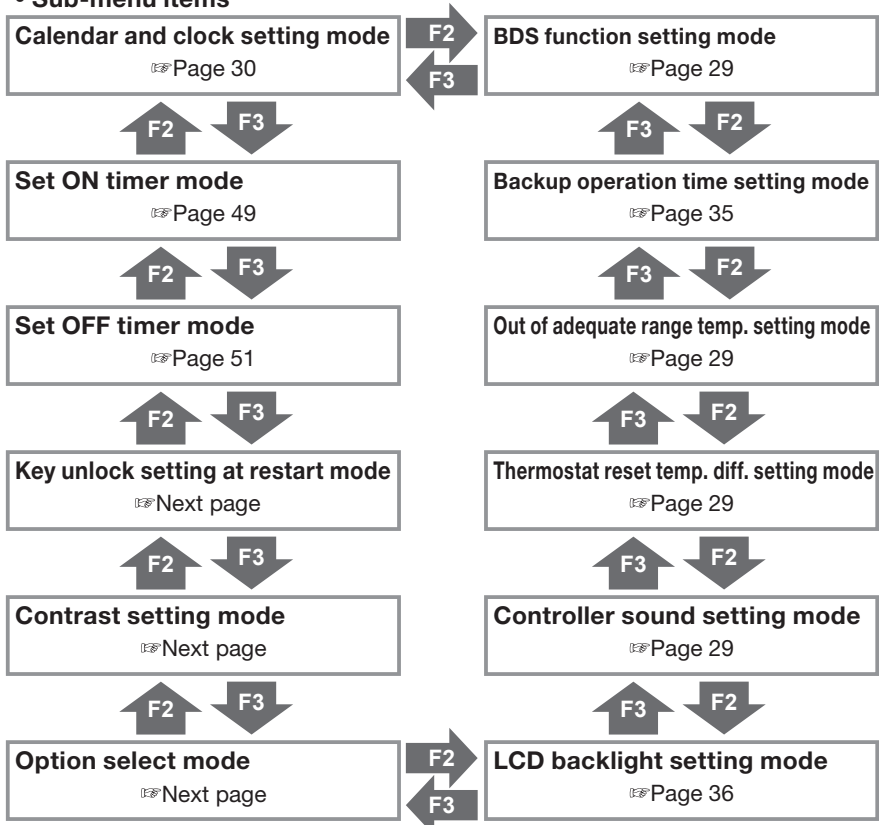 • Sub-menu items
Calendar and clock setting mode
☞Page 30
F2
F3
BDS function setting mode
☞Page 29
F2
F3
F3
F2
Set ON timer mode
☞Page 49
Backup operation time setting mode
☞Page 35
F2
F3
F3
F2
Set OFF timer mode
☞Page 51
Out of adequate range temp. setting mode
☞Page 29
F2
F3
F3
F2
Key unlock setting at restart mode
☞Next page
Thermostat reset temp. diff. setting mode
☞Page 29
F2
F3
F3
F2
Contrast setting mode
☞Next page
Controller sound setting mode
☞Page 29
F2
F3
F3
F2
Option select mode
☞Next page
F2
F3
LCD backlight setting mode
☞Page 36